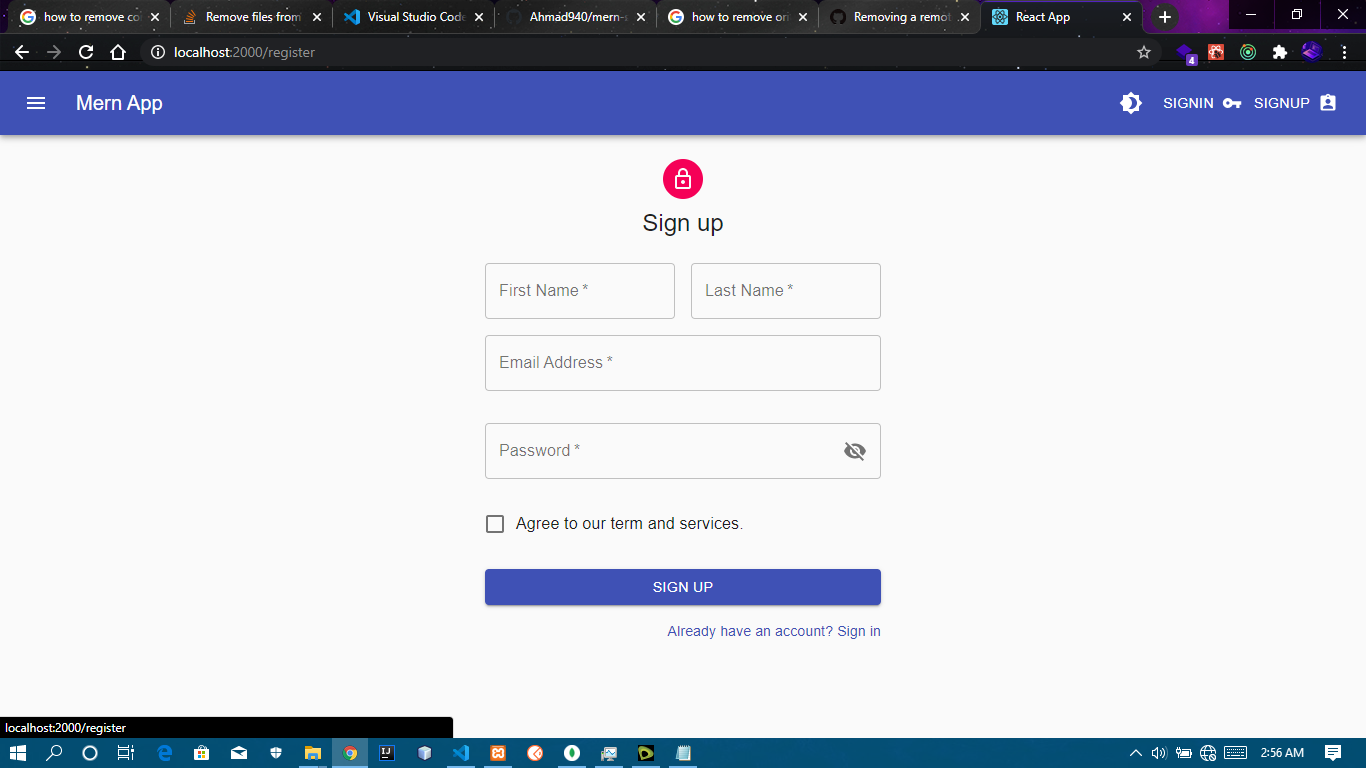 how to remove co
Remove files from
Visual Studio Code
Ahmad940/mern-
how to remove on
Removing a remot
React App
localhost:2000/register
4
Mern App
SIGNIN
SIGNUP
Sign up
First Name *
Last Name *
Email Address *
Password *
Agree to our term and services.
SIGN UP
Already have an account? Sign in
localhost:2000/register
IJ
2:56 AM